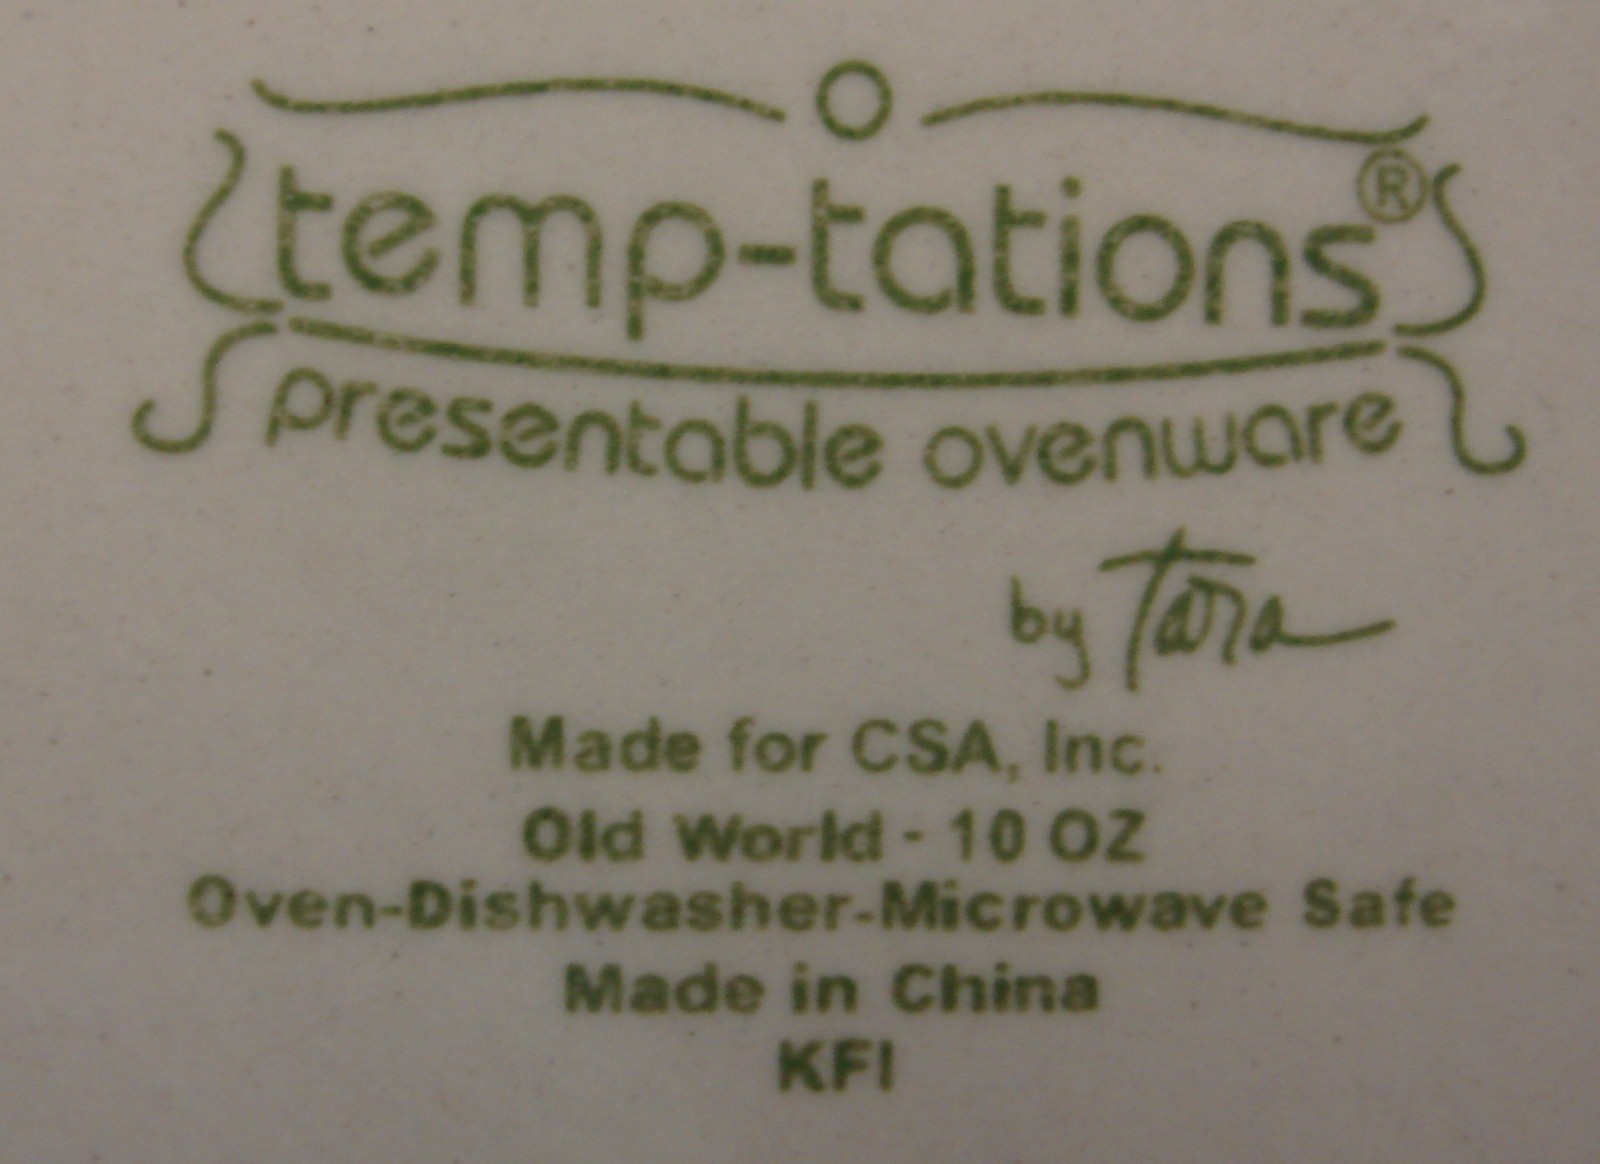 temp-tations®
presentable ovenware
by Tara
Made for CSA, Inc.
Old World - 10 OZ
Oven-Dishwasher-Microwave Safe
Made in China
KFI